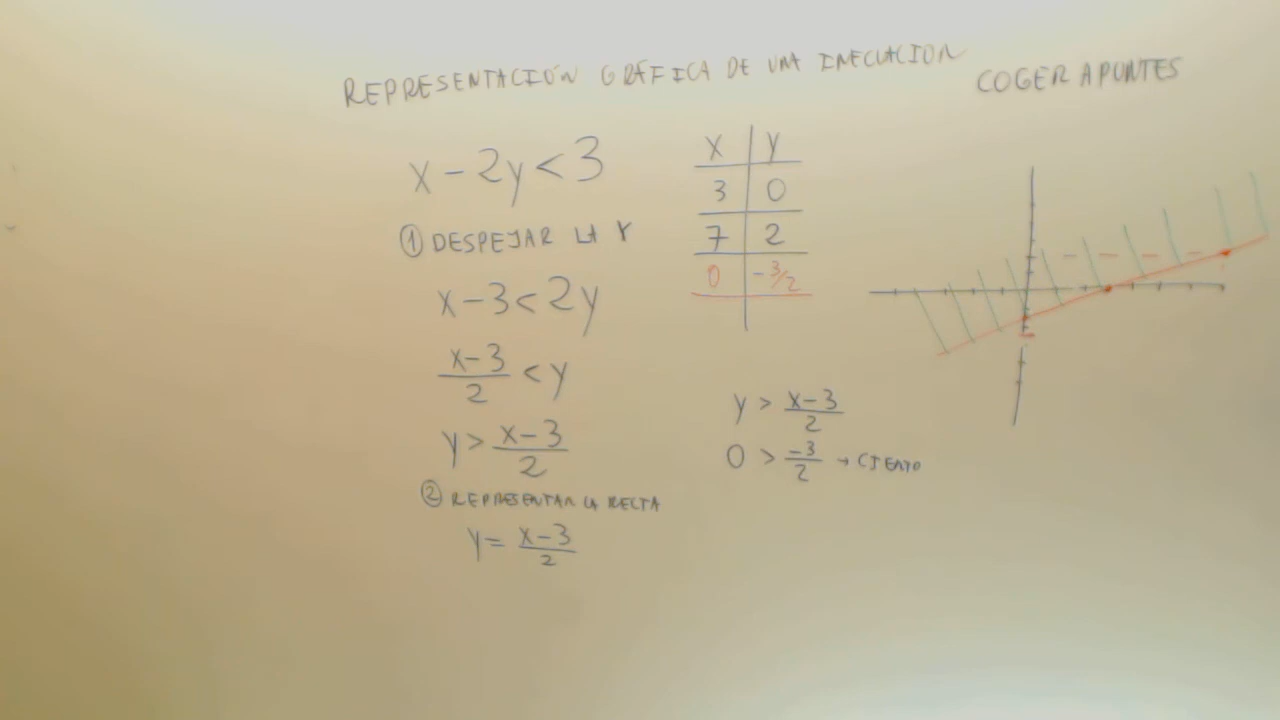 REPRESENTACIÓN GRÁFICA DE UNA INECUACION
COGER APUNTES
x - 2y < 3
① DESPEJAR LA Y
x - 3 < 2y
x-3/2 < y
y > x-3/2
② REPRESENTAR LA RECTA
y = x-3/2
X | y
3 | 0
7 | 2
0 | -3/2
y > x-3/2
0 > -3/2 → CIERTO